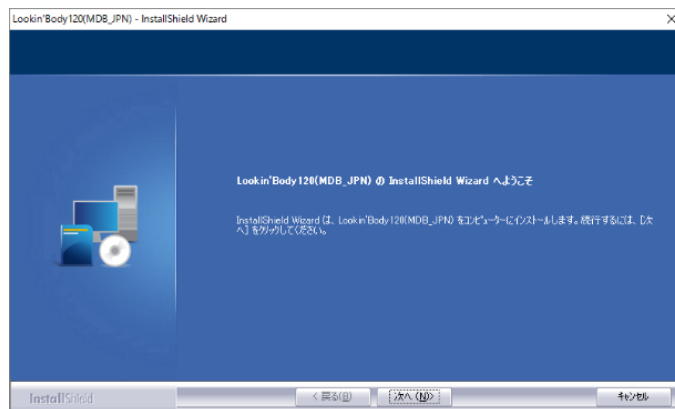 Lookin'Body120(MDB_JPN) - InstallShield Wizard
Lookin'Body120(MDB_JPN) の InstallShield Wizard へようこそ
InstallShield Wizard は、Lookin'Body120(MDB_JPN) をコンピューターにインストールします。続行するには、[次
へ] をクリックしてください。
InstallShield
< 戻る(B)
次へ (N)>
キャンセル